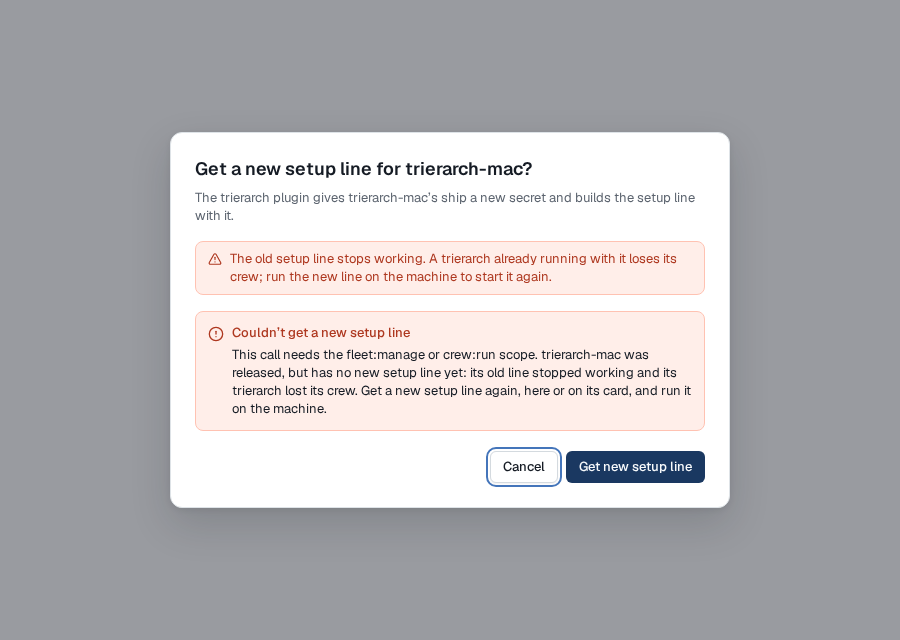 Get a new setup line for trierarch-mac?
The trierarch plugin gives trierarch-mac’s ship a new secret and builds the setup line
with it.
The old setup line stops working. A trierarch already running with it loses its
crew; run the new line on the machine to start it again.
Couldn’t get a new setup line
This call needs the fleet:manage or crew:run scope. trierarch-mac was
released, but has no new setup line yet: its old line stopped working and its
trierarch lost its crew. Get a new setup line again, here or on its card, and run it
on the machine.
Cancel
Get new setup line